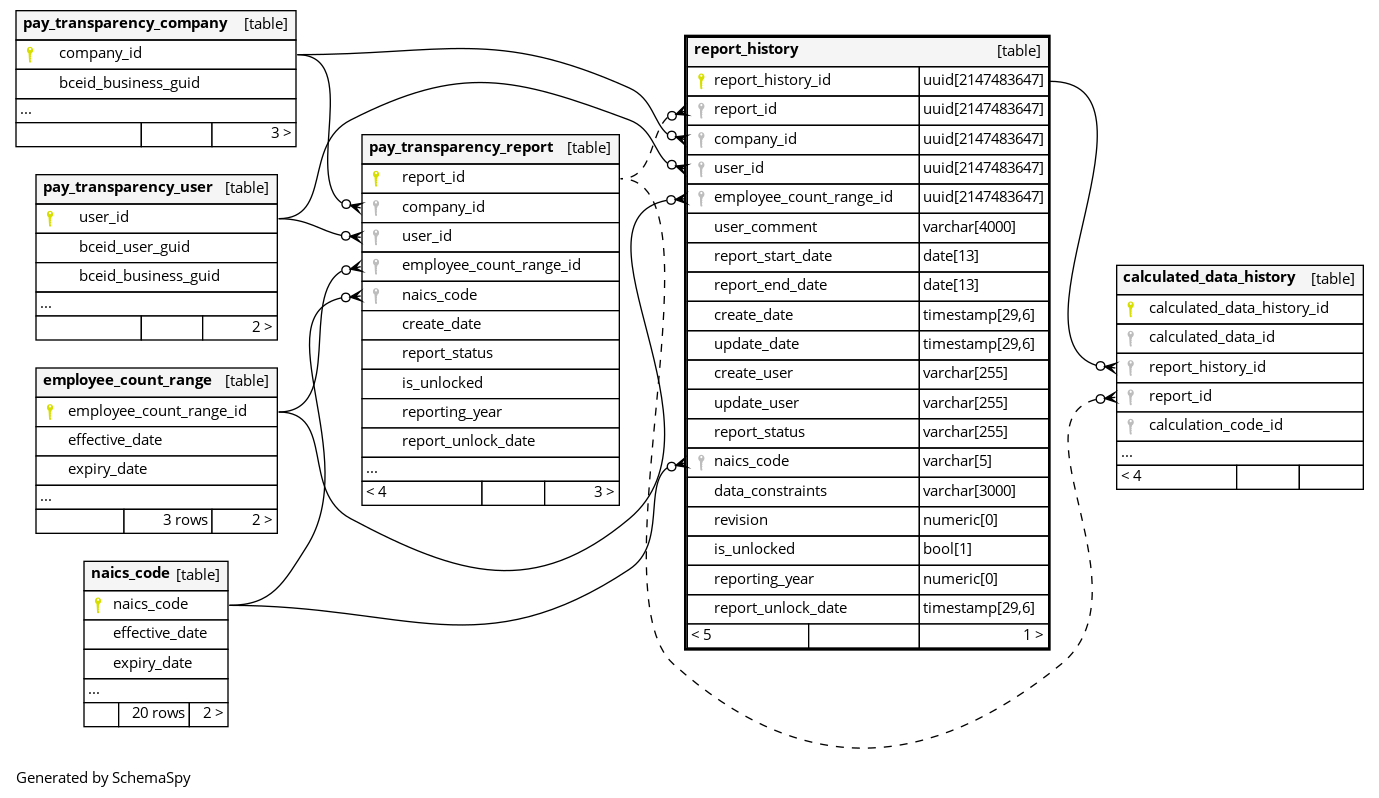 pay_transparency_company [table]
company_id
bceid_business_guid
...
3 >
pay_transparency_user [table]
user_id
bceid_user_guid
bceid_business_guid
...
2 >
employee_count_range [table]
employee_count_range_id
effective_date
expiry_date
...
3 rows 2 >
naics_code [table]
naics_code
effective_date
expiry_date
...
20 rows 2 >
pay_transparency_report [table]
report_id
company_id
user_id
employee_count_range_id
naics_code
create_date
report_status
is_unlocked
reporting_year
report_unlock_date
...
< 4 3 >
report_history [table]
report_history_id uuid[2147483647]
report_id uuid[2147483647]
company_id uuid[2147483647]
user_id uuid[2147483647]
employee_count_range_id uuid[2147483647]
user_comment varchar[4000]
report_start_date date[13]
report_end_date date[13]
create_date timestamp[29,6]
update_date timestamp[29,6]
create_user varchar[255]
update_user varchar[255]
report_status varchar[255]
naics_code varchar[5]
data_constraints varchar[3000]
revision numeric[0]
is_unlocked bool[1]
reporting_year numeric[0]
report_unlock_date timestamp[29,6]
< 5 1 >
calculated_data_history [table]
calculated_data_history_id
calculated_data_id
report_history_id
report_id
calculation_code_id
...
< 4
Generated by SchemaSpy